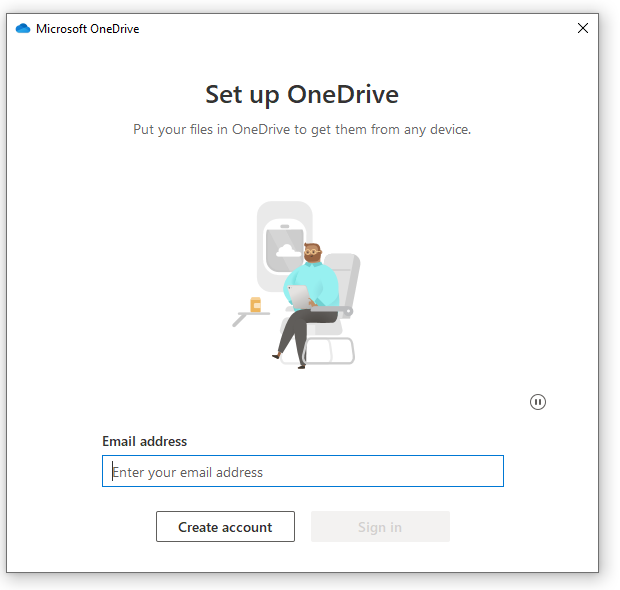 Microsoft OneDrive
Set up OneDrive
Put your files in OneDrive to get them from any device.
Email address
Enter your email address
Create account
Sign in